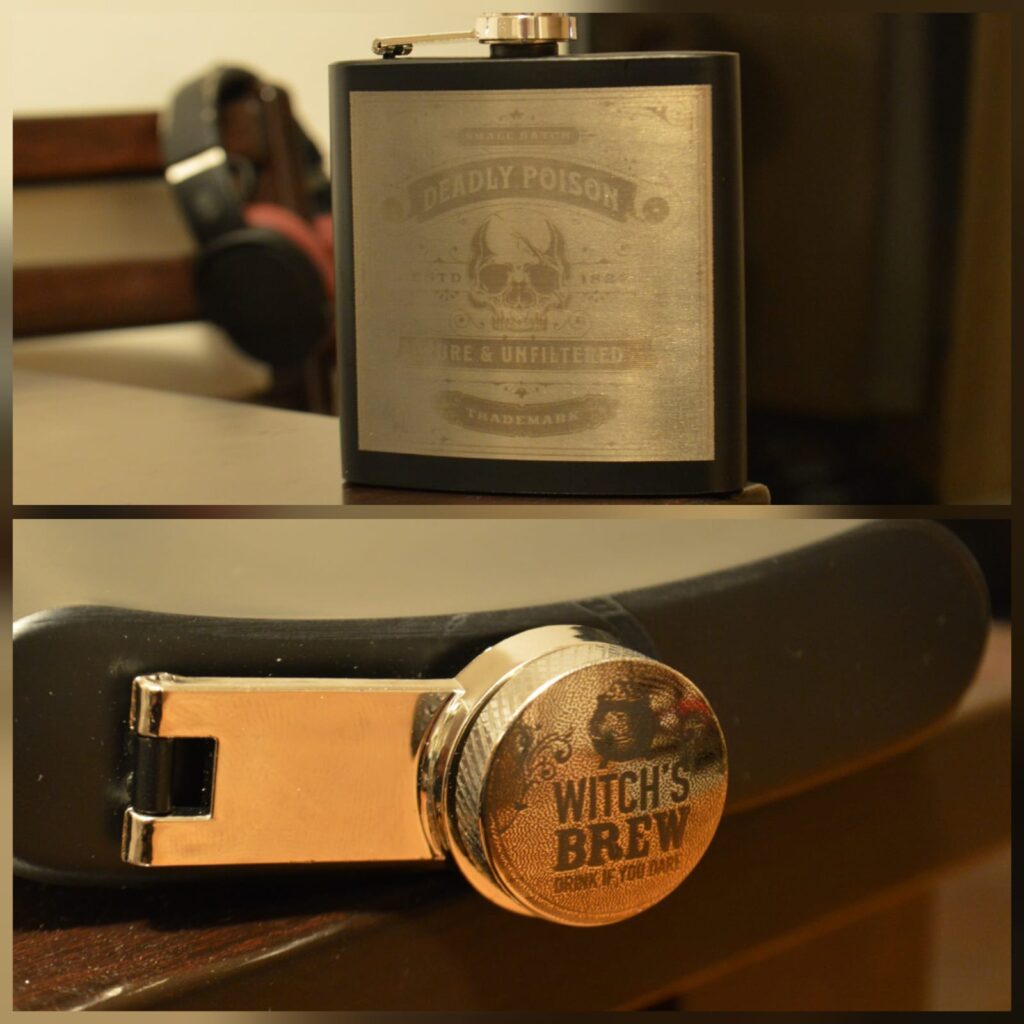 SMALL BATCH
DEADLY POISON
ESTD
PURE & UNFILTERED
TRADEMARK
WITCH'S
BREW
DRINK IF YOU DARE